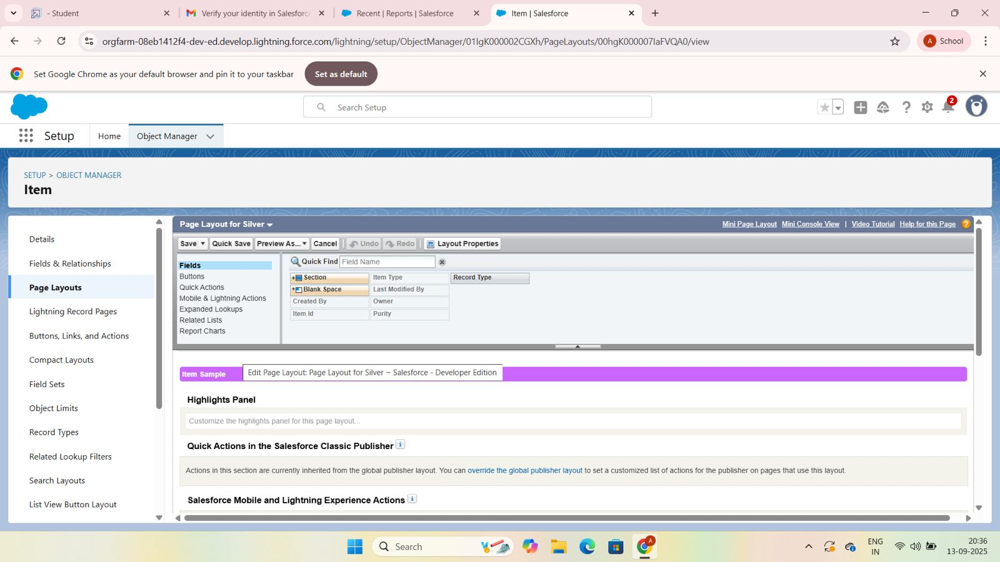 - Student
Verify your identity in Salesforce
Recent | Reports | Salesforce
Item | Salesforce
orgfarm-08eb1412f4-dev-ed.develop.lightning.force.com/lightning/setup/ObjectManager/01IgK000002CGXh/PageLayouts/00hgK000007IaFVQA0/view
A School
Set Google Chrome as your default browser and pin it to your taskbar
Set as default
Search Setup
2
Setup
Home
Object Manager
SETUP > OBJECT MANAGER
Item
Details
Fields & Relationships
Page Layouts
Lightning Record Pages
Buttons, Links, and Actions
Compact Layouts
Field Sets
Object Limits
Record Types
Related Lookup Filters
Search Layouts
List View Button Layout
Page Layout for Silver
Mini Page Layout Mini Console View | Video Tutorial Help for this Page ?
Save Quick Save Preview As... Cancel Undo Redo Layout Properties
Fields
Buttons
Quick Actions
Mobile & Lightning Actions
Expanded Lookups
Related Lists
Report Charts
Quick Find Field Name
Section Item Type Record Type
Blank Space Last Modified By
Created By Owner
Item Id Purity
Item Sample
Edit Page Layout: Page Layout for Silver ~ Salesforce - Developer Edition
Highlights Panel
Customize the highlights panel for this page layout...
Quick Actions in the Salesforce Classic Publisher i
Actions in this section are currently inherited from the global publisher layout. You can override the global publisher layout to set a customized list of actions for the publisher on pages that use this layout.
Salesforce Mobile and Lightning Experience Actions i
Search
A
ENG
IN
20:36
13-09-2025